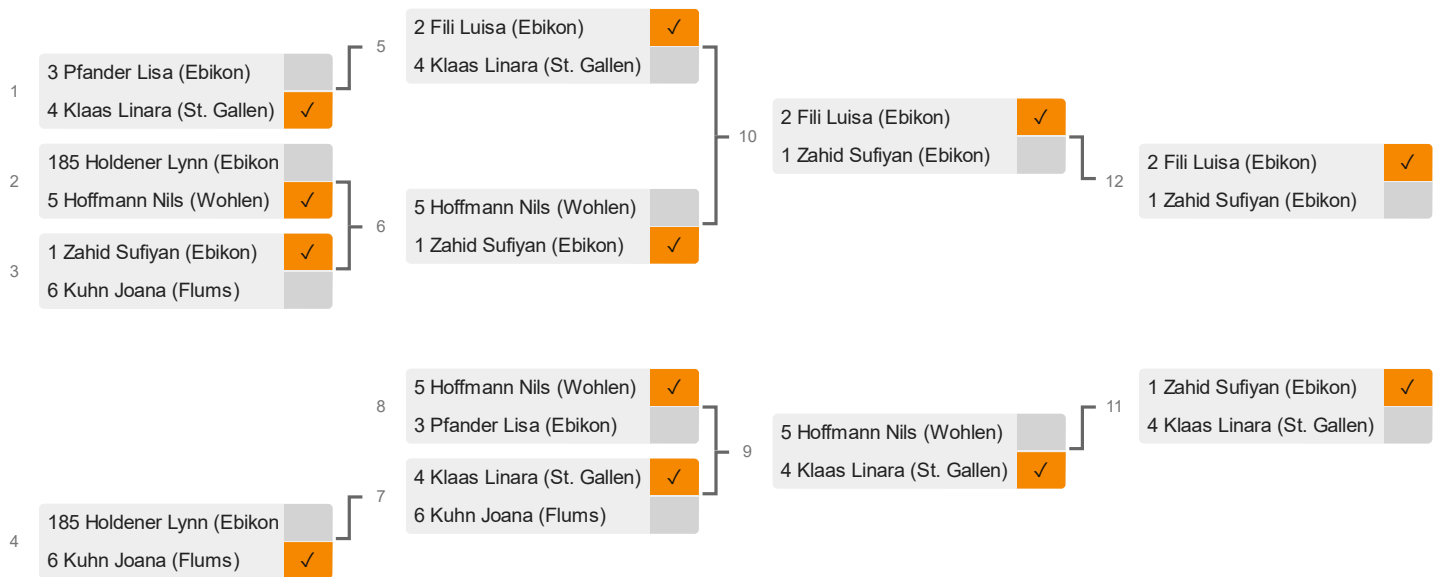 1
3 Pfander Lisa (Ebikon)
4 Klaas Linara (St. Gallen) ✓
2
185 Holdener Lynn (Ebikon
5 Hoffmann Nils (Wohlen) ✓
3
1 Zahid Sufiyan (Ebikon) ✓
6 Kuhn Joana (Flums)
4
185 Holdener Lynn (Ebikon
6 Kuhn Joana (Flums) ✓
5
2 Fili Luisa (Ebikon) ✓
4 Klaas Linara (St. Gallen)
6
5 Hoffmann Nils (Wohlen)
1 Zahid Sufiyan (Ebikon) ✓
8
5 Hoffmann Nils (Wohlen) ✓
3 Pfander Lisa (Ebikon)
7
4 Klaas Linara (St. Gallen) ✓
6 Kuhn Joana (Flums)
10
2 Fili Luisa (Ebikon) ✓
1 Zahid Sufiyan (Ebikon)
9
5 Hoffmann Nils (Wohlen)
4 Klaas Linara (St. Gallen) ✓
12
2 Fili Luisa (Ebikon) ✓
1 Zahid Sufiyan (Ebikon)
11
1 Zahid Sufiyan (Ebikon) ✓
4 Klaas Linara (St. Gallen)